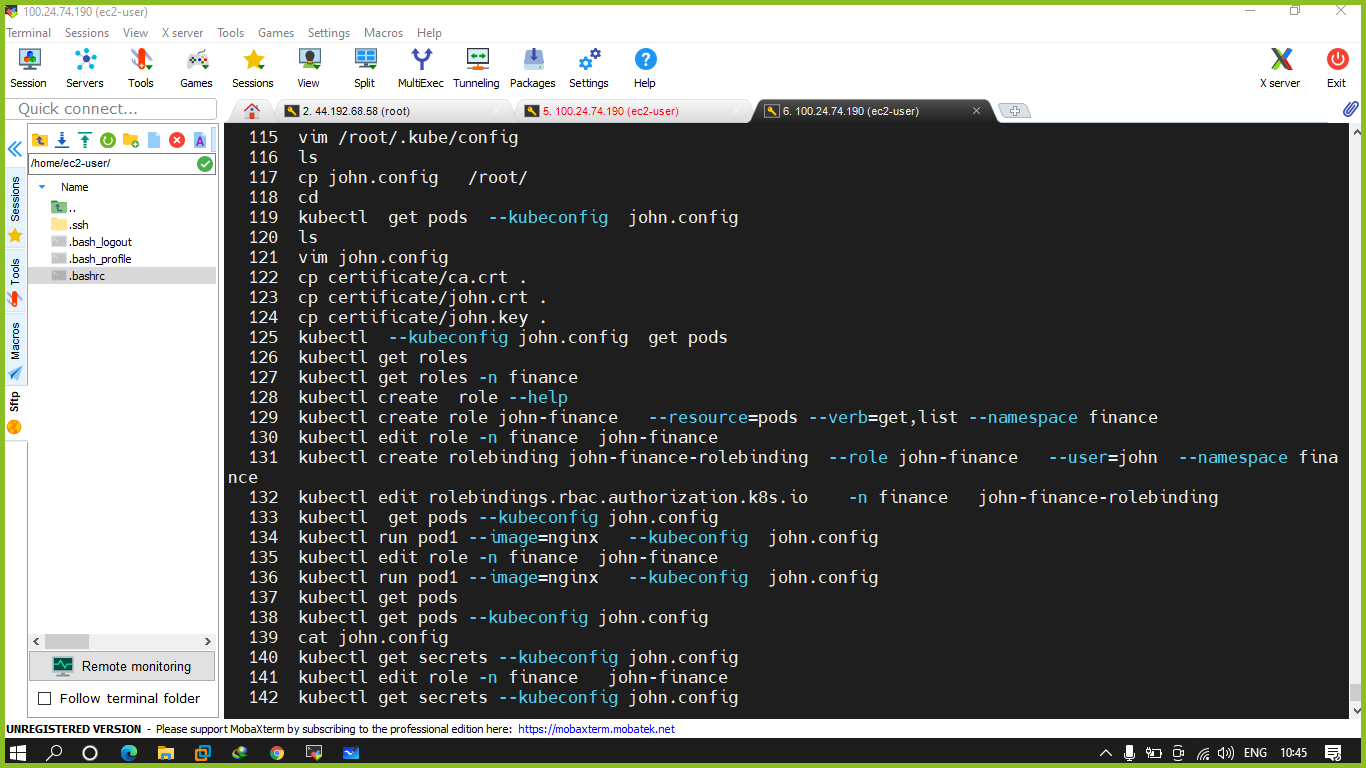 100.24.74.190 (ec2-user)
Terminal Sessions View X server Tools Games Settings Macros Help
Session Servers Tools Games Sessions View Split MultiExec Tunneling Packages Settings Help X server Exit
Quick connect...
2. 44.192.68.58 (root)
5. 100.24.74.190 (ec2-user)
6. 100.24.74.190 (ec2-user)
/home/ec2-user/
Name
..
.ssh
.bash_logout
.bash_profile
.bashrc
Sessions
Tools
Macros
Sftp
115 vim /root/.kube/config
116 ls
117 cp john.config /root/
118 cd
119 kubectl get pods --kubeconfig john.config
120 ls
121 vim john.config
122 cp certificate/ca.crt .
123 cp certificate/john.crt .
124 cp certificate/john.key .
125 kubectl --kubeconfig john.config get pods
126 kubectl get roles
127 kubectl get roles -n finance
128 kubectl create role --help
129 kubectl create role john-finance --resource=pods --verb=get,list --namespace finance
130 kubectl edit role -n finance john-finance
131 kubectl create rolebinding john-finance-rolebinding --role john-finance --user=john --namespace fina
nce
132 kubectl edit rolebindings.rbac.authorization.k8s.io -n finance john-finance-rolebinding
133 kubectl get pods --kubeconfig john.config
134 kubectl run pod1 --image=nginx --kubeconfig john.config
135 kubectl edit role -n finance john-finance
136 kubectl run pod1 --image=nginx --kubeconfig john.config
137 kubectl get pods
138 kubectl get pods --kubeconfig john.config
139 cat john.config
140 kubectl get secrets --kubeconfig john.config
141 kubectl edit role -n finance john-finance
142 kubectl get secrets --kubeconfig john.config
Remote monitoring
Follow terminal folder
UNREGISTERED VERSION - Please support MobaXterm by subscribing to the professional edition here: https://mobaxterm.mobatek.net
ENG 10:45